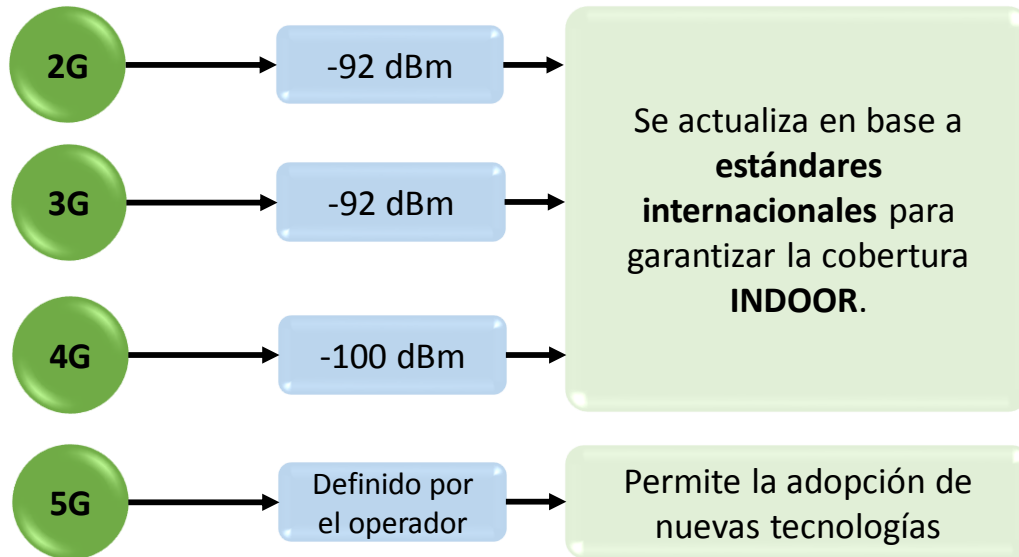 2G
-92 dBm
3G
-92 dBm
4G
-100 dBm
Se actualiza en base a
estándares
internacionales para
garantizar la cobertura
INDOOR.
5G
Definido por
el operador
Permite la adopción de
nuevas tecnologías